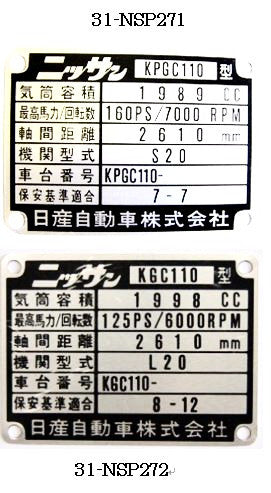 31-NSP271
ニッサン KPGC110 型
気筒容積 1989 CC
最高馬力/回転数 160PS/7000 RPM
軸間距離 2610 mm
機関型式 S20
車台番号 KPGC110-
保安基準適合 7-7
日産自動車株式会社
ニッサン KGC110 型
気筒容積 1998 CC
最高馬力/回転数 125PS/6000RPM
軸間距離 2610 mm
機関型式 L20
車台番号 KGC110-
保安基準適合 8-12
日産自動車株式会社
31-NSP272